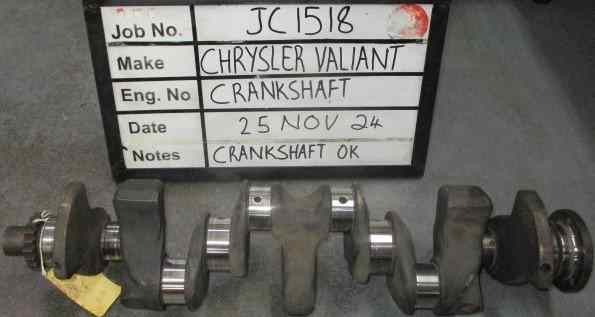 Job No. JC1518
Make CHRYSLER VALIANT
Eng. No CRANKSHAFT
Date 25 NOV 24
Notes CRANKSHAFT OK